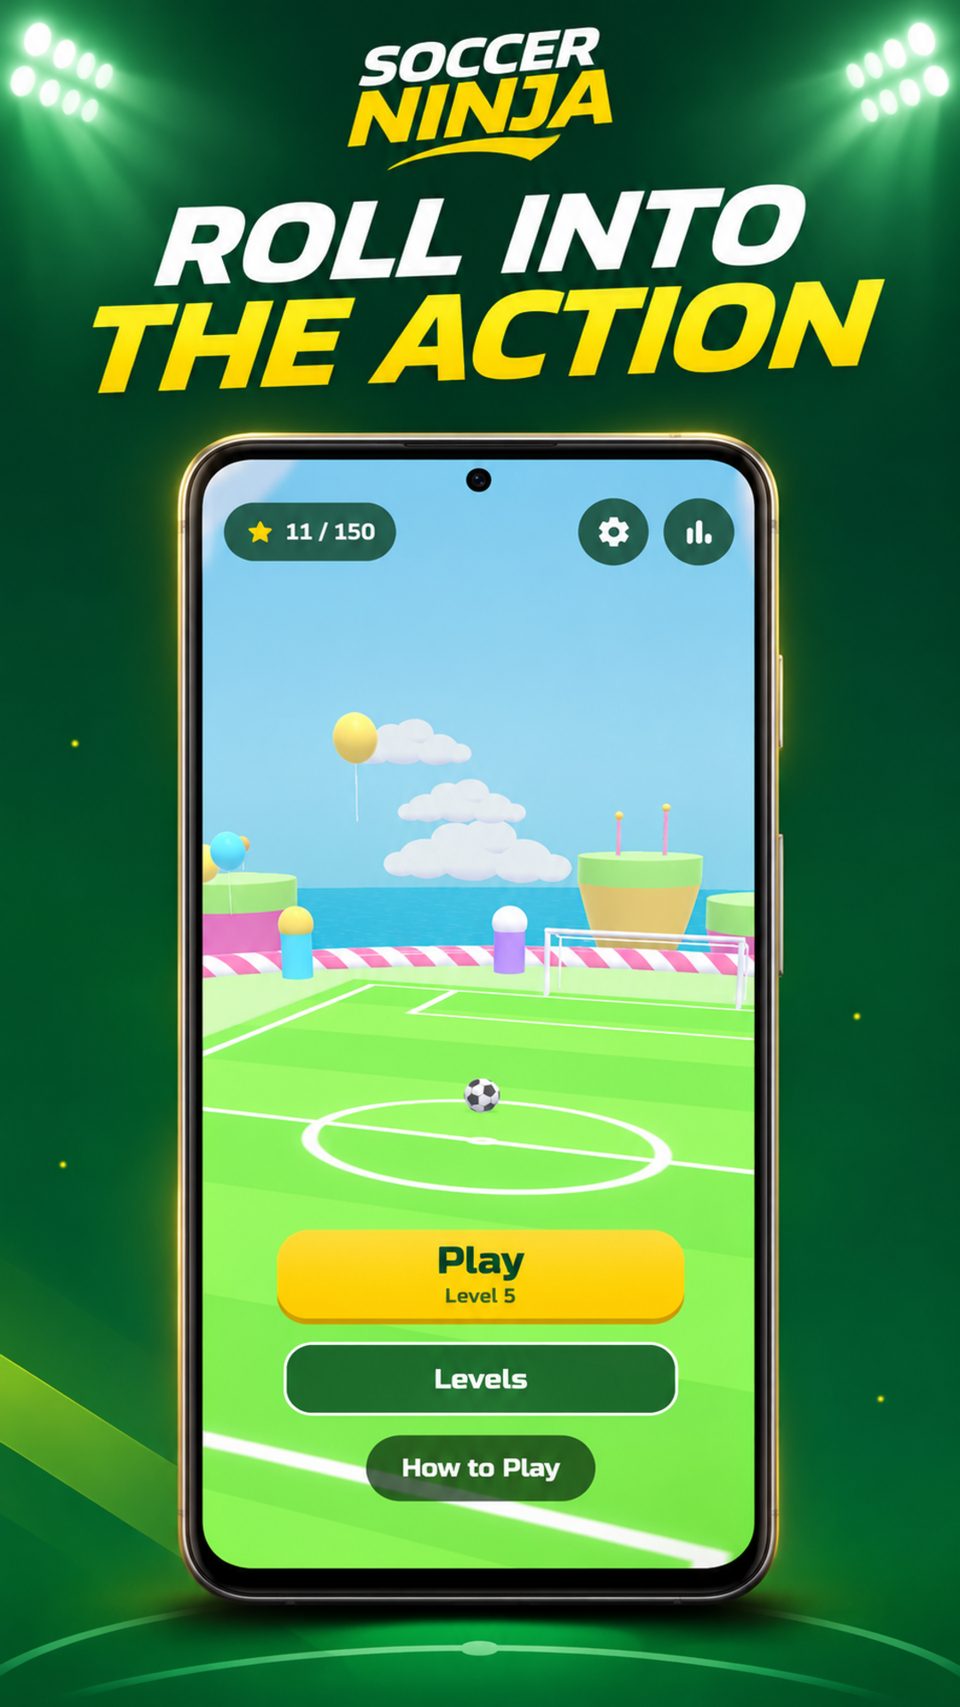 SOCCER
NINJA
ROLL INTO
THE ACTION
11 / 150
Play
Level 5
Levels
How to Play